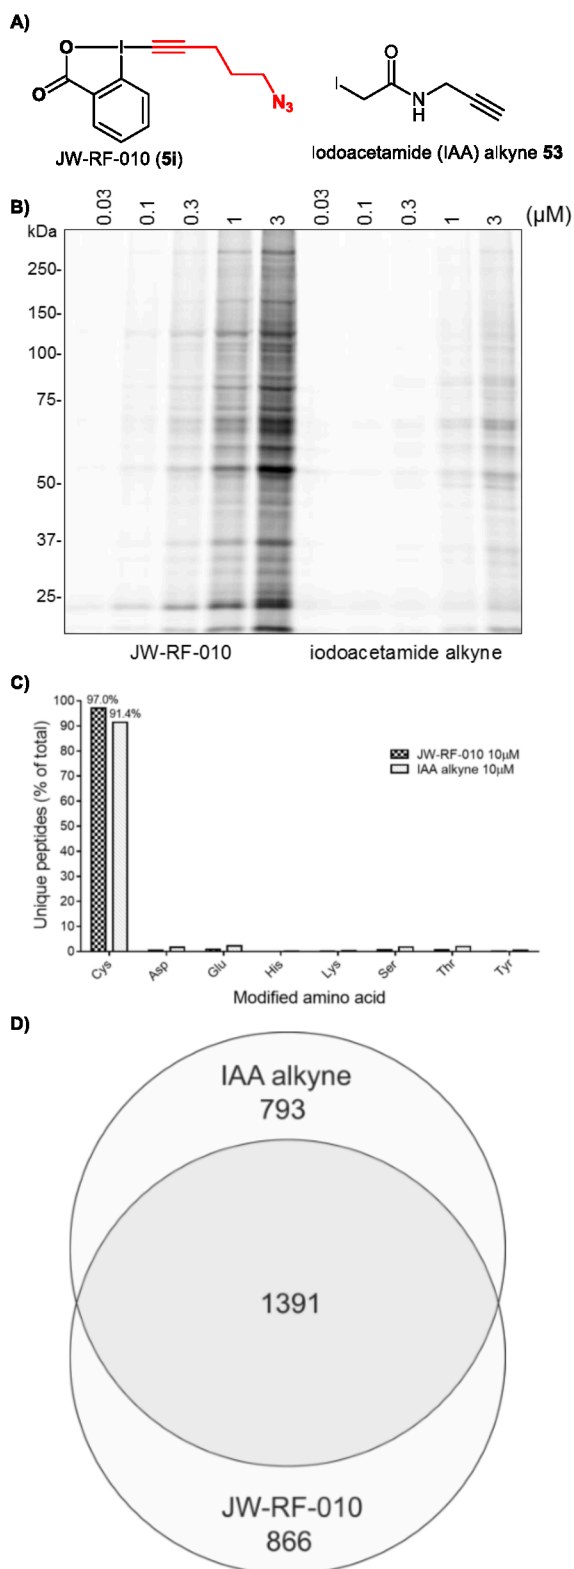 A)
O I
O
N3
JW-RF-010 (5i)
O
I
N
H
Iodoacetamide (IAA) alkyne 53
B)
0.03 0.1 0.3 1 3 0.03 0.1 0.3 1 3 (µM)
kDa
250-
150-
100-
75-
50-
37-
25-
JW-RF-010 iodoacetamide alkyne
C)
Unique peptides (% of total)
100
90
80
70
60
50
40
30
20
10
0
97.0%
91.4%
JW-RF-010 10µM
IAA alkyne 10µM
Cys Asp Glu His Lys Ser Thr Tyr
Modified amino acid
D)
IAA alkyne
793
1391
JW-RF-010
866